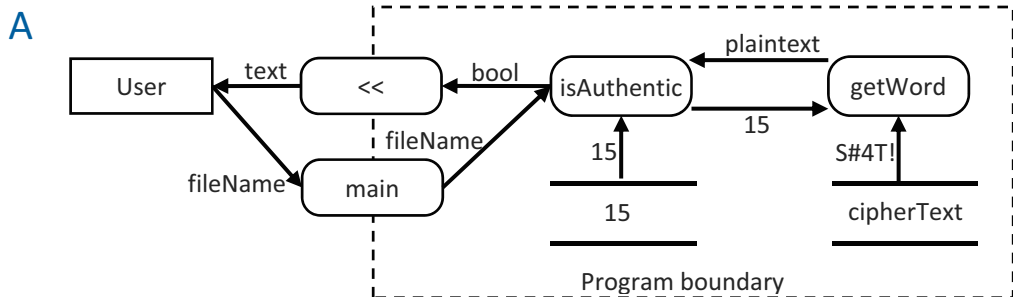 A
plaintext
text
bool
User
<<
isAuthentic
getWord
15
fileName
15
S#4T!
fileName
main
15
cipherText
Program boundary